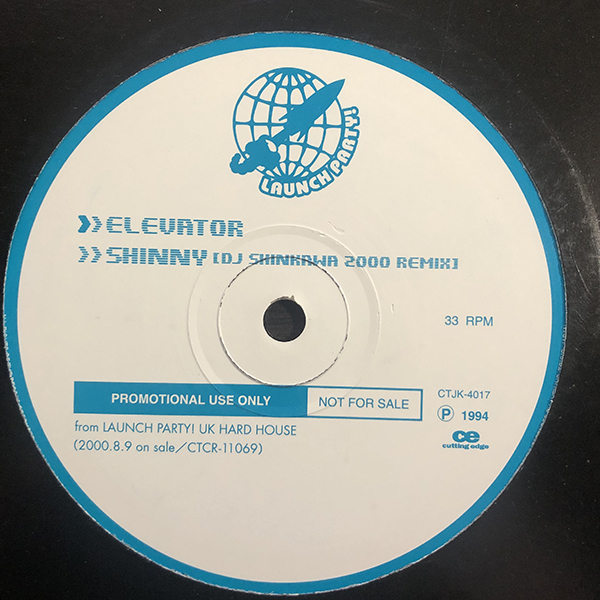 LAUNCH PARTY!
ELEVATOR
SHINNY [DJ SHINKAWA 2000 REMIX]
33 RPM
PROMOTIONAL USE ONLY
NOT FOR SALE
CTJK-4017
Ⓟ 1994
from LAUNCH PARTY! UK HARD HOUSE
(2000.8.9 on sale/CTCR-11069)
ce
cutting edge